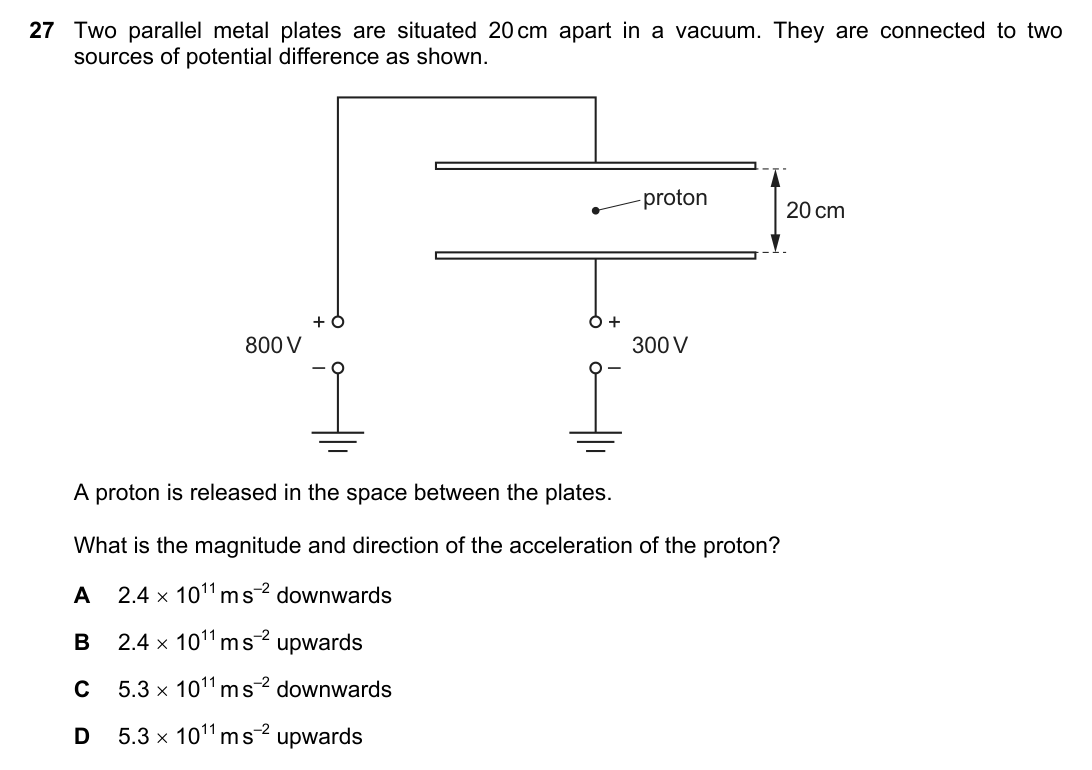 27 Two parallel metal plates are situated 20 cm apart in a vacuum. They are connected to two
sources of potential difference as shown.
proton
20 cm
+ +
800 V 300 V
– –
A proton is released in the space between the plates.
What is the magnitude and direction of the acceleration of the proton?
A 2.4 × 10¹¹ m s⁻² downwards
B 2.4 × 10¹¹ m s⁻² upwards
C 5.3 × 10¹¹ m s⁻² downwards
D 5.3 × 10¹¹ m s⁻² upwards